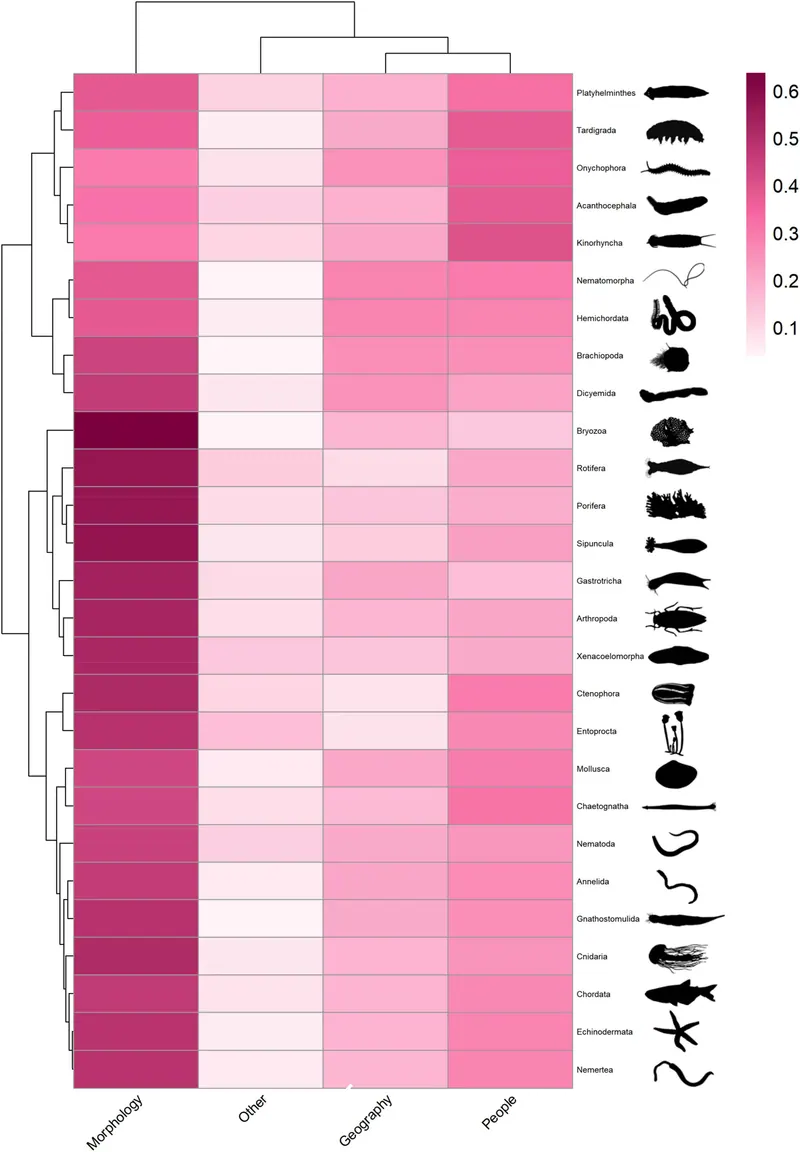 Platyhelminthes
0.6
Tardigrada
0.5
Onychophora
0.4
Acanthocephala
0.3
Kinorhyncha
Nematomorpha
0.2
Hemichordata
0.1
Brachiopoda
Dicyemida
Bryozoa
Rotifera
Porifera
Sipuncula
Gastrotricha
Arthropoda
Xenacoelomorpha
Ctenophora
Entoprocta
Mollusca
Chaetognatha
Nematoda
Annelida
Gnathostomulida
Cnidaria
Chordata
Echinodermata
Nemertea
Morphology
Other
Geography
People